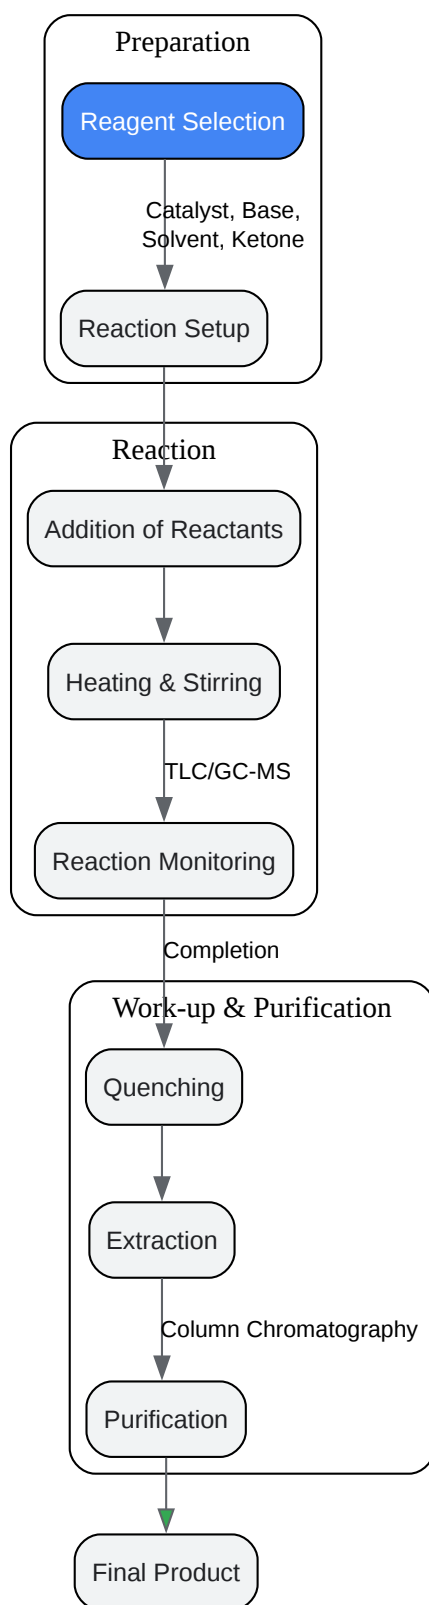 Preparation
Reagent Selection
Catalyst, Base,
Solvent, Ketone
Reaction Setup
Reaction
Addition of Reactants
Heating & Stirring
TLC/GC-MS
Reaction Monitoring
Completion
Work-up & Purification
Quenching
Extraction
Column Chromatography
Purification
Final Product